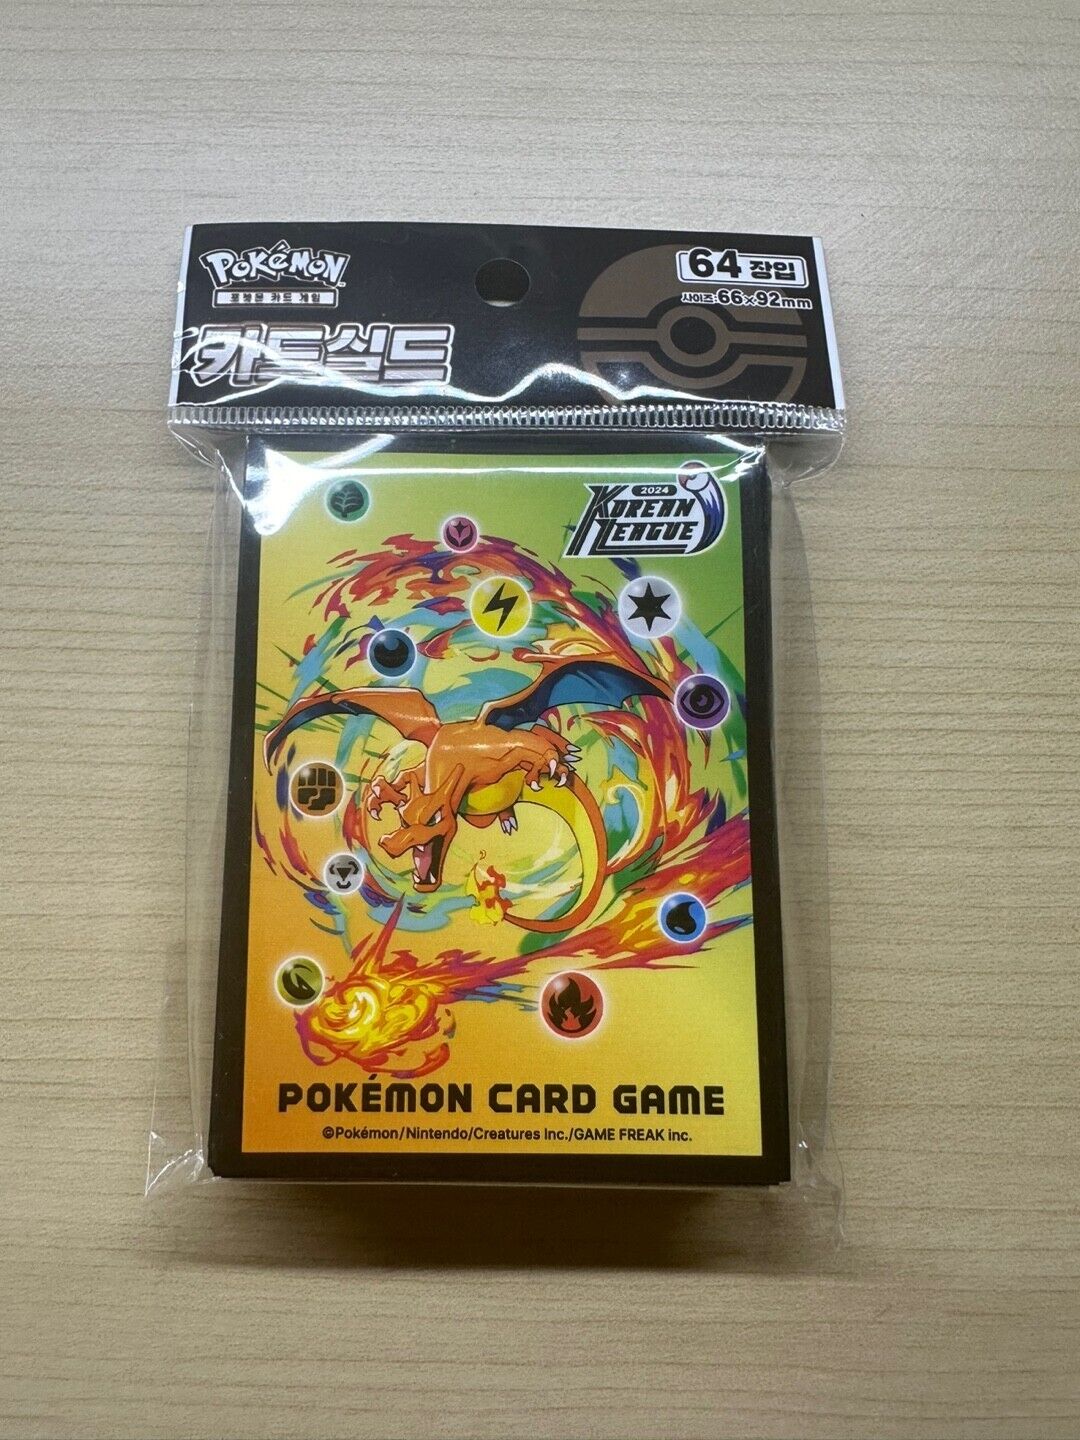 POKÉMON
포켓몬 카드 게임
카드실드
64 장입
사이즈:66×92mm
2024
KOREAN
LEAGUE
POKÉMON CARD GAME
©Pokémon/Nintendo/Creatures Inc./GAME FREAK inc.